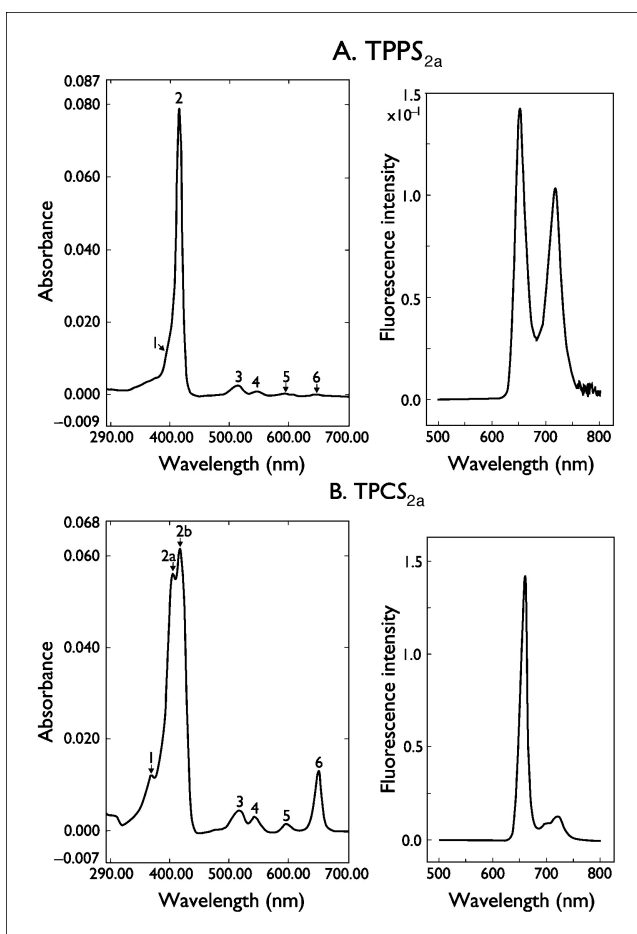 A. TPPS2a
0.087
0.080
0.060
0.040
0.020
0.000
−0.009
Absorbance
1
2
3
4
5
6
290.00 400.00 500.00 600.00 700.00
Wavelength (nm)
1.5
×10−1
1.0
0.5
0.0
Fluorescence intensity
500 600 700 800
Wavelength (nm)
B. TPCS2a
0.068
0.060
0.040
0.020
0.000
−0.007
Absorbance
1
2a
2b
3
4
5
6
290.00 400.00 500.00 600.00 700.00
Wavelength (nm)
1.5
1.0
1.5
0.0
Fluorescence intensity
500 600 700 800
Wavelength (nm)